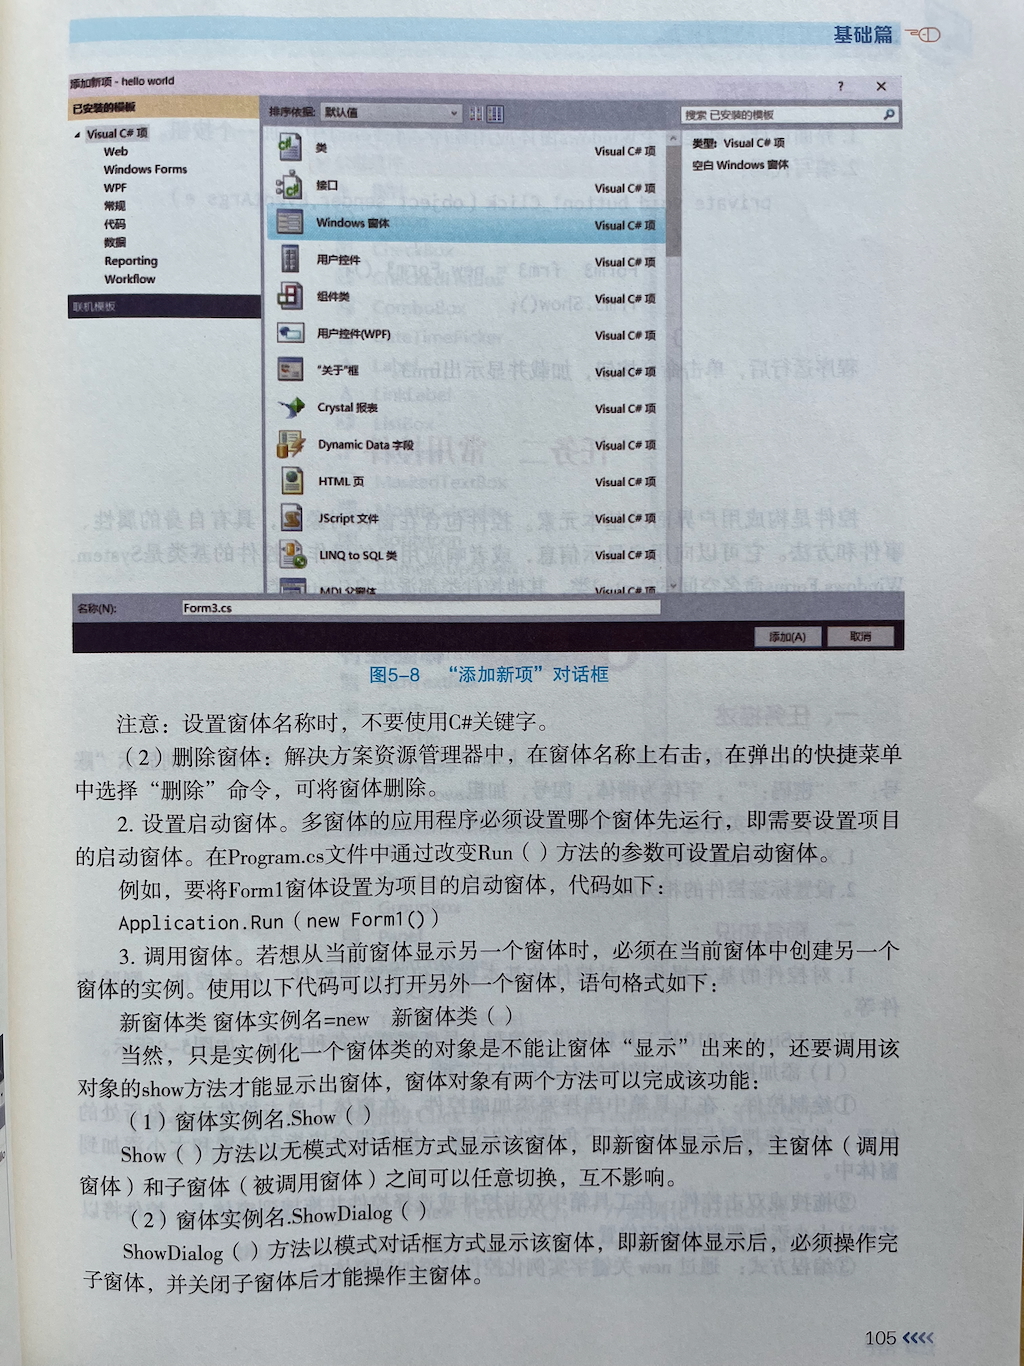 基础篇
添加新项 - hello world
? ×
已安装的模板
排序依据: 默认值
搜索 已安装的模板
Visual C# 项
Web
Windows Forms
WPF
常规
代码
数据
Reporting
Workflow
联机模板
类 Visual C# 项
接口 Visual C# 项
Windows 窗体 Visual C# 项
用户控件 Visual C# 项
组件类 Visual C# 项
用户控件(WPF) Visual C# 项
“关于”框 Visual C# 项
Crystal 报表 Visual C# 项
Dynamic Data 字段 Visual C# 项
HTML 页 Visual C# 项
JScript 文件 Visual C# 项
LINQ to SQL 类 Visual C# 项
MDI 父窗体 Visual C# 项
类型: Visual C# 项
空白 Windows 窗体
名称(N): Form3.cs
添加(A) 取消
图5-8 “添加新项”对话框
注意：设置窗体名称时，不要使用C#关键字。
（2）删除窗体：解决方案资源管理器中，在窗体名称上右击，在弹出的快捷菜单
中选择“删除”命令，可将窗体删除。
2. 设置启动窗体。多窗体的应用程序必须设置哪个窗体先运行，即需要设置项目
的启动窗体。在Program.cs文件中通过改变Run（）方法的参数可设置启动窗体。
例如，要将Form1窗体设置为项目的启动窗体，代码如下：
Application.Run（new Form1()）
3. 调用窗体。若想从当前窗体显示另一个窗体时，必须在当前窗体中创建另一个
窗体的实例。使用以下代码可以打开另外一个窗体，语句格式如下：
新窗体类 窗体实例名=new 新窗体类（）
当然，只是实例化一个窗体类的对象是不能让窗体“显示”出来的，还要调用该
对象的show方法才能显示出窗体，窗体对象有两个方法可以完成该功能：
（1）窗体实例名.Show（）
Show（）方法以无模式对话框方式显示该窗体，即新窗体显示后，主窗体（调用
窗体）和子窗体（被调用窗体）之间可以任意切换，互不影响。
（2）窗体实例名.ShowDialog（）
ShowDialog（）方法以模式对话框方式显示该窗体，即新窗体显示后，必须操作完
子窗体，并关闭子窗体后才能操作主窗体。
105